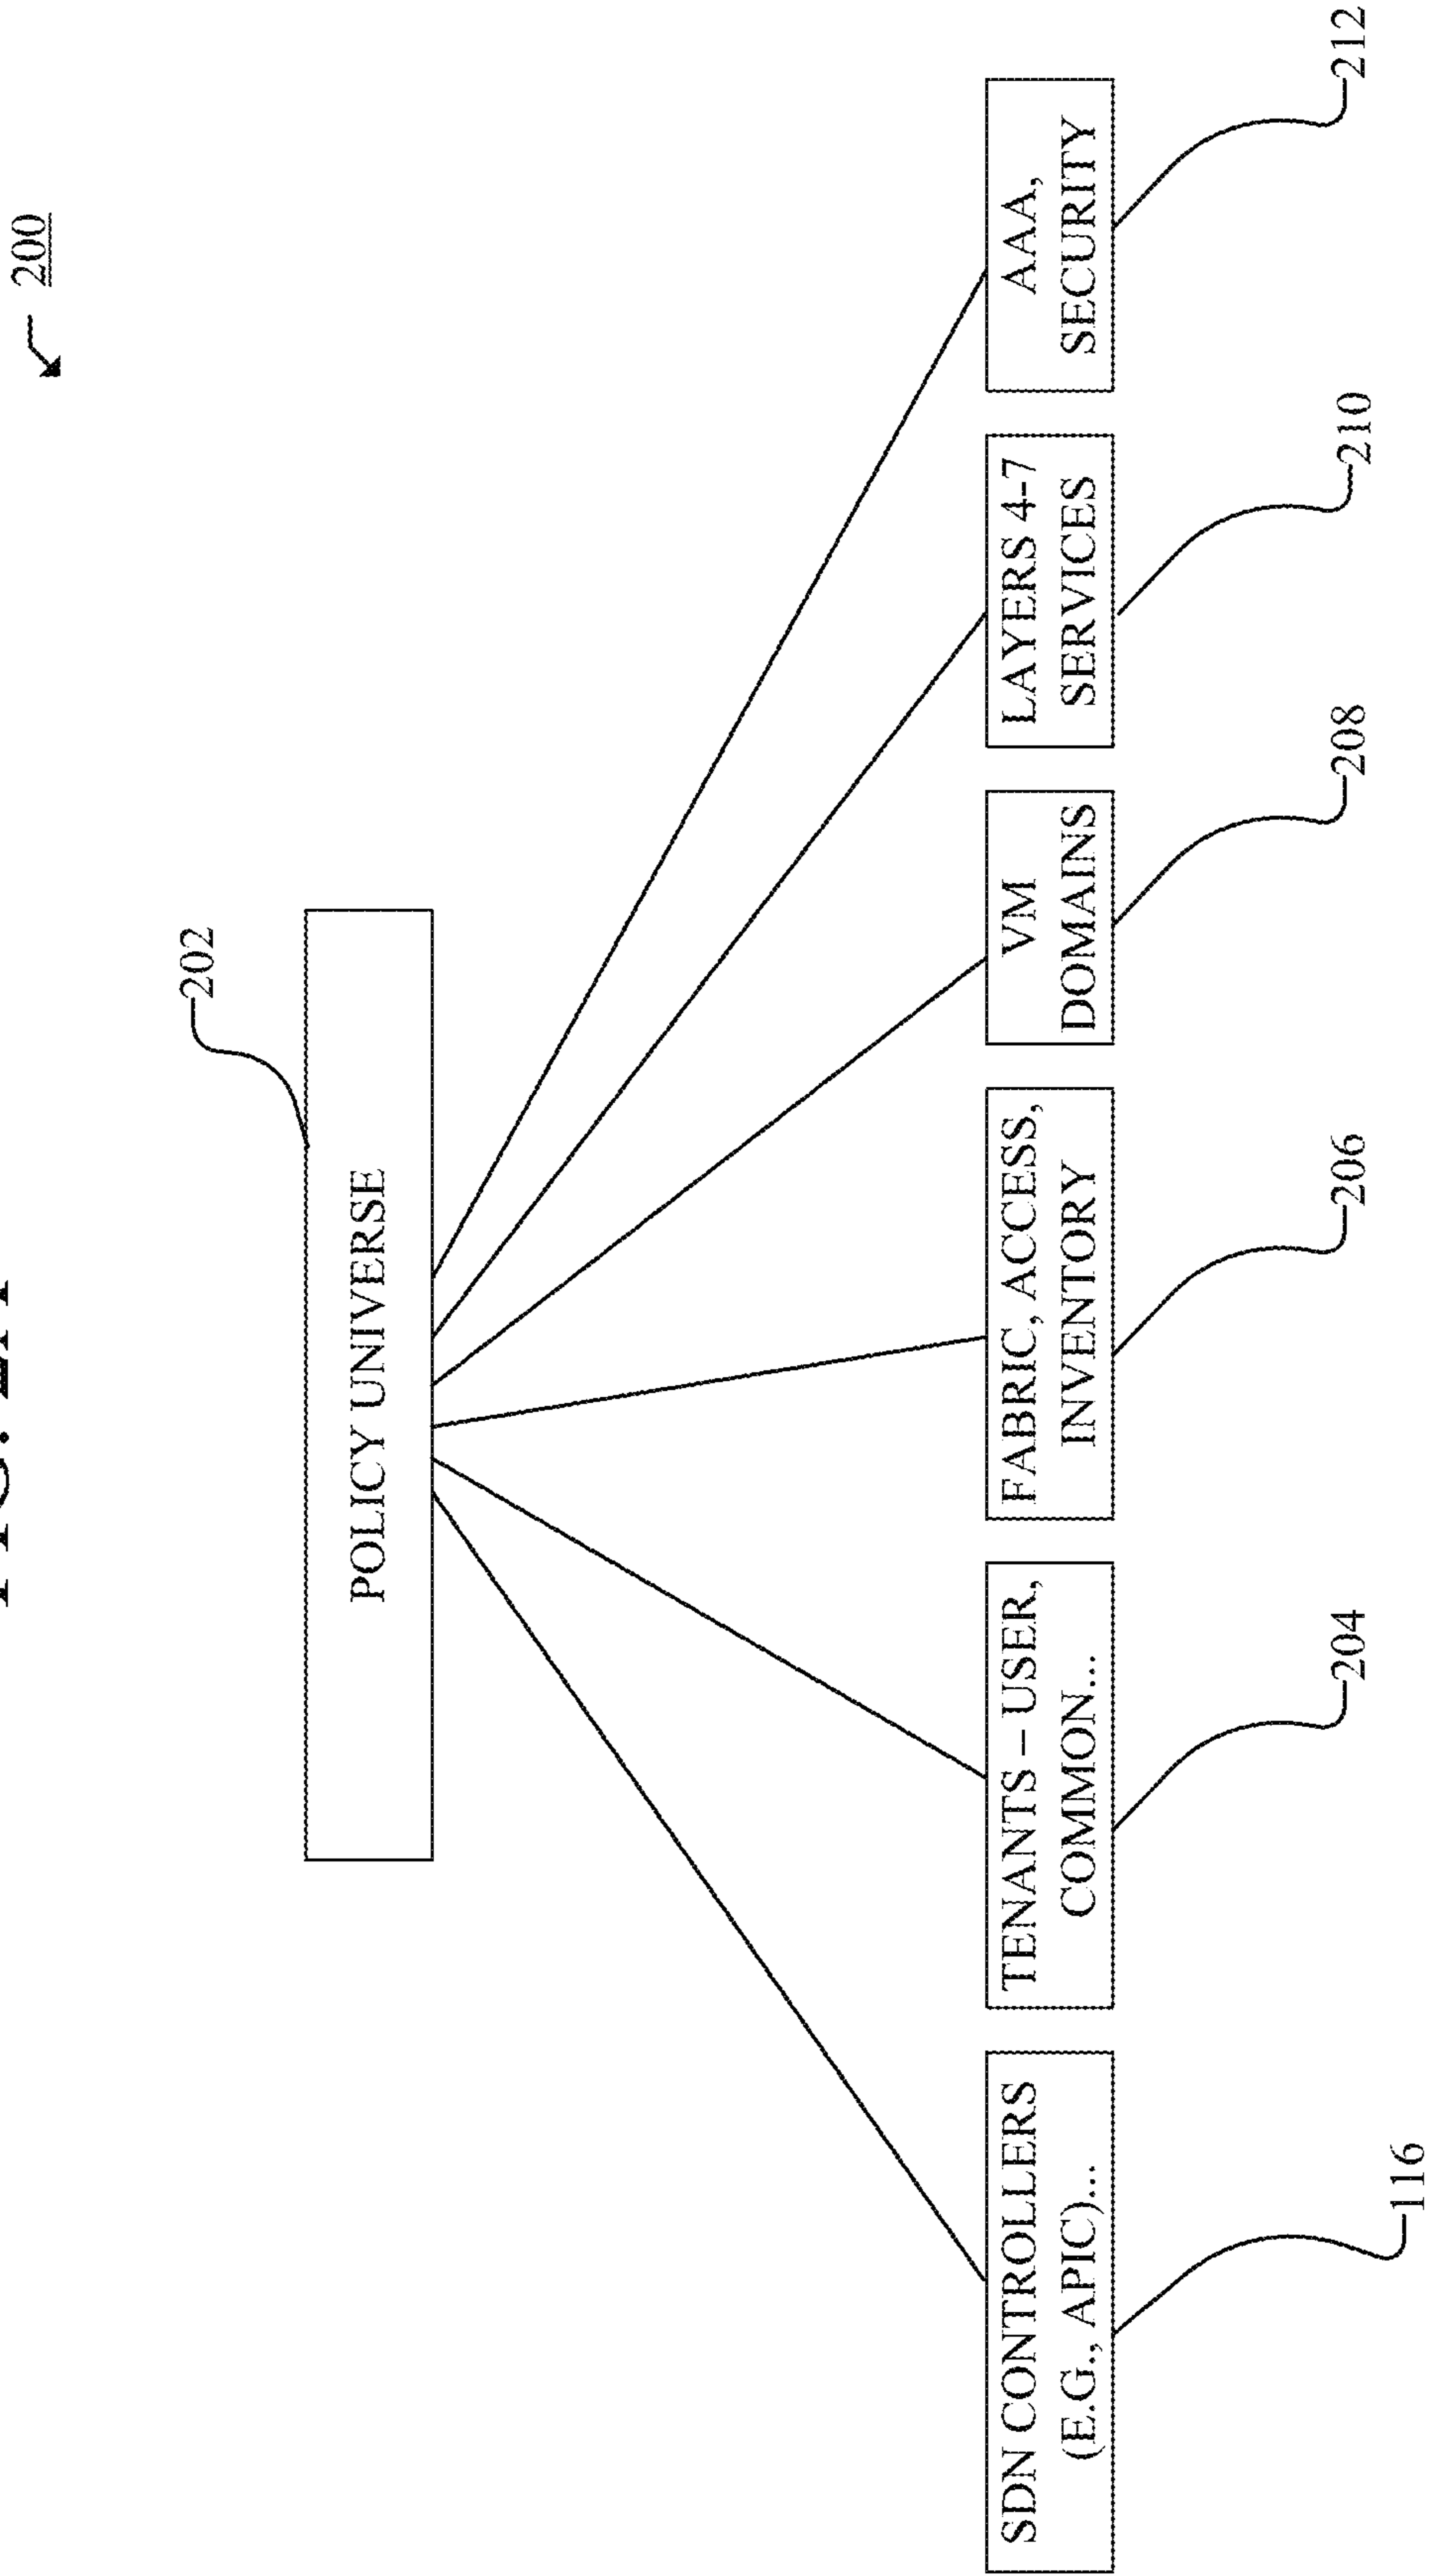 200
202
POLICY UNIVERSE
SDN CONTROLLERS
(E.G., APIC)...
116
TENANTS – USER,
COMMON...
204
FABRIC, ACCESS,
INVENTORY
206
VM
DOMAINS
208
LAYERS 4-7
SERVICES
210
AAA,
SECURITY
212